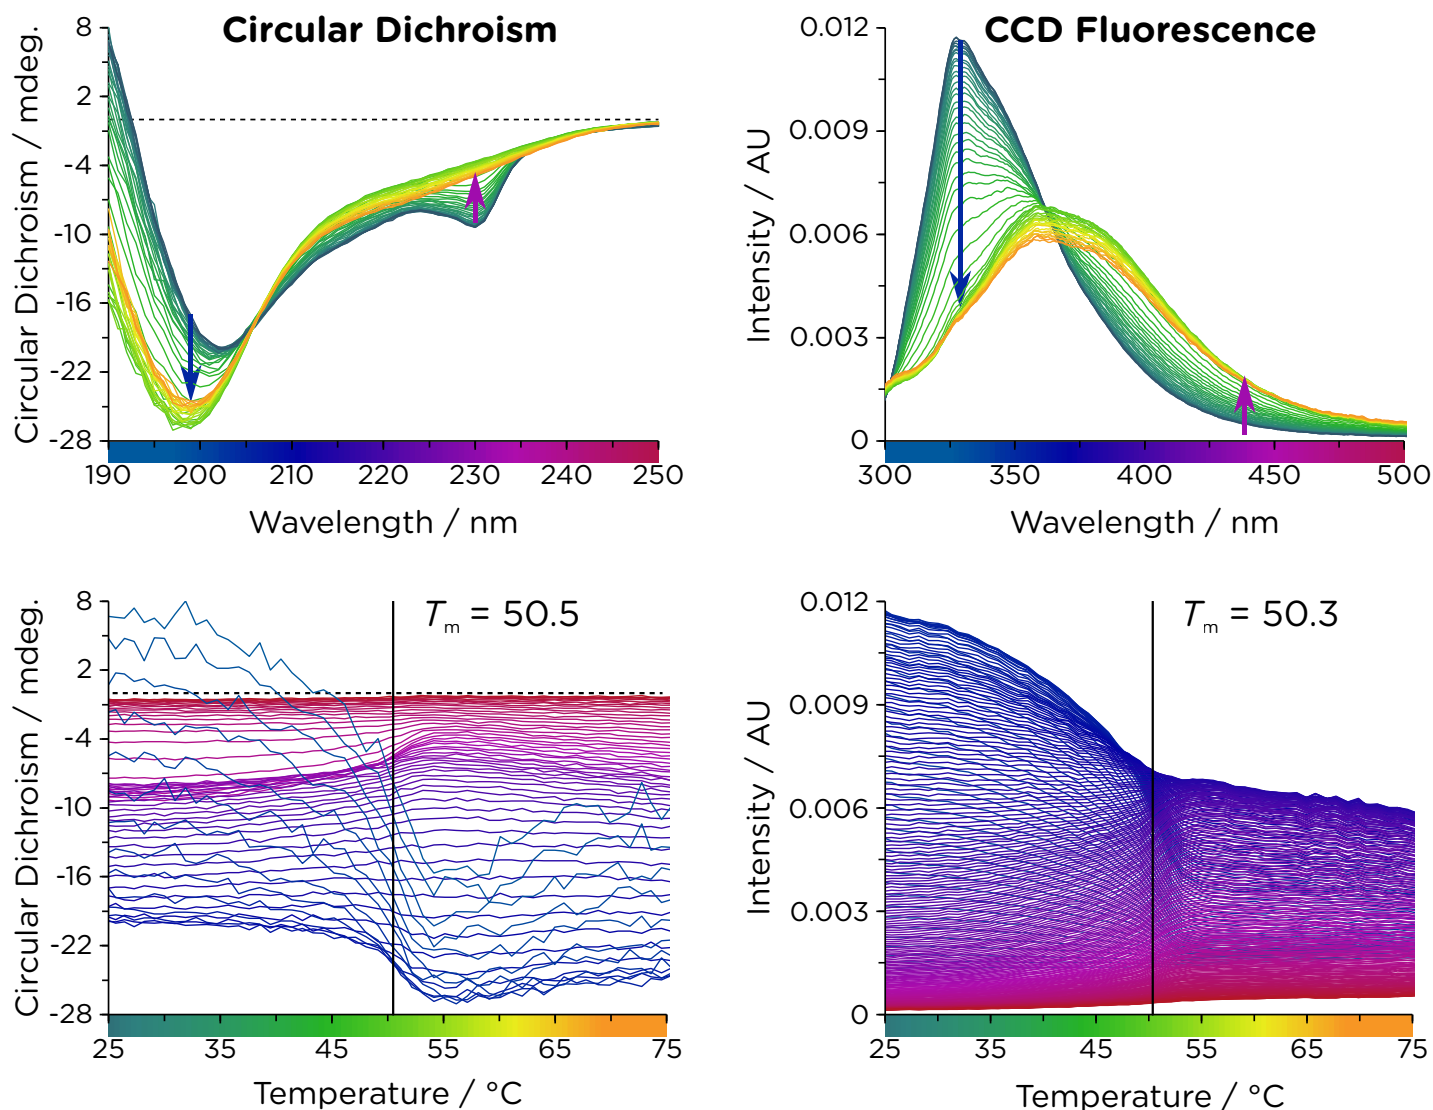 Circular Dichroism
Circular Dichroism / mdeg.
8
2
-4
-10
-16
-22
-28
190 200 210 220 230 240 250
Wavelength / nm
CCD Fluorescence
Intensity / AU
0.012
0.009
0.006
0.003
0
300 350 400 450 500
Wavelength / nm
Circular Dichroism / mdeg.
8
2
-4
-10
-16
-22
-28
Tm = 50.5
25 35 45 55 65 75
Temperature / °C
Intensity / AU
0.012
0.009
0.006
0.003
0
Tm = 50.3
25 35 45 55 65 75
Temperature / °C